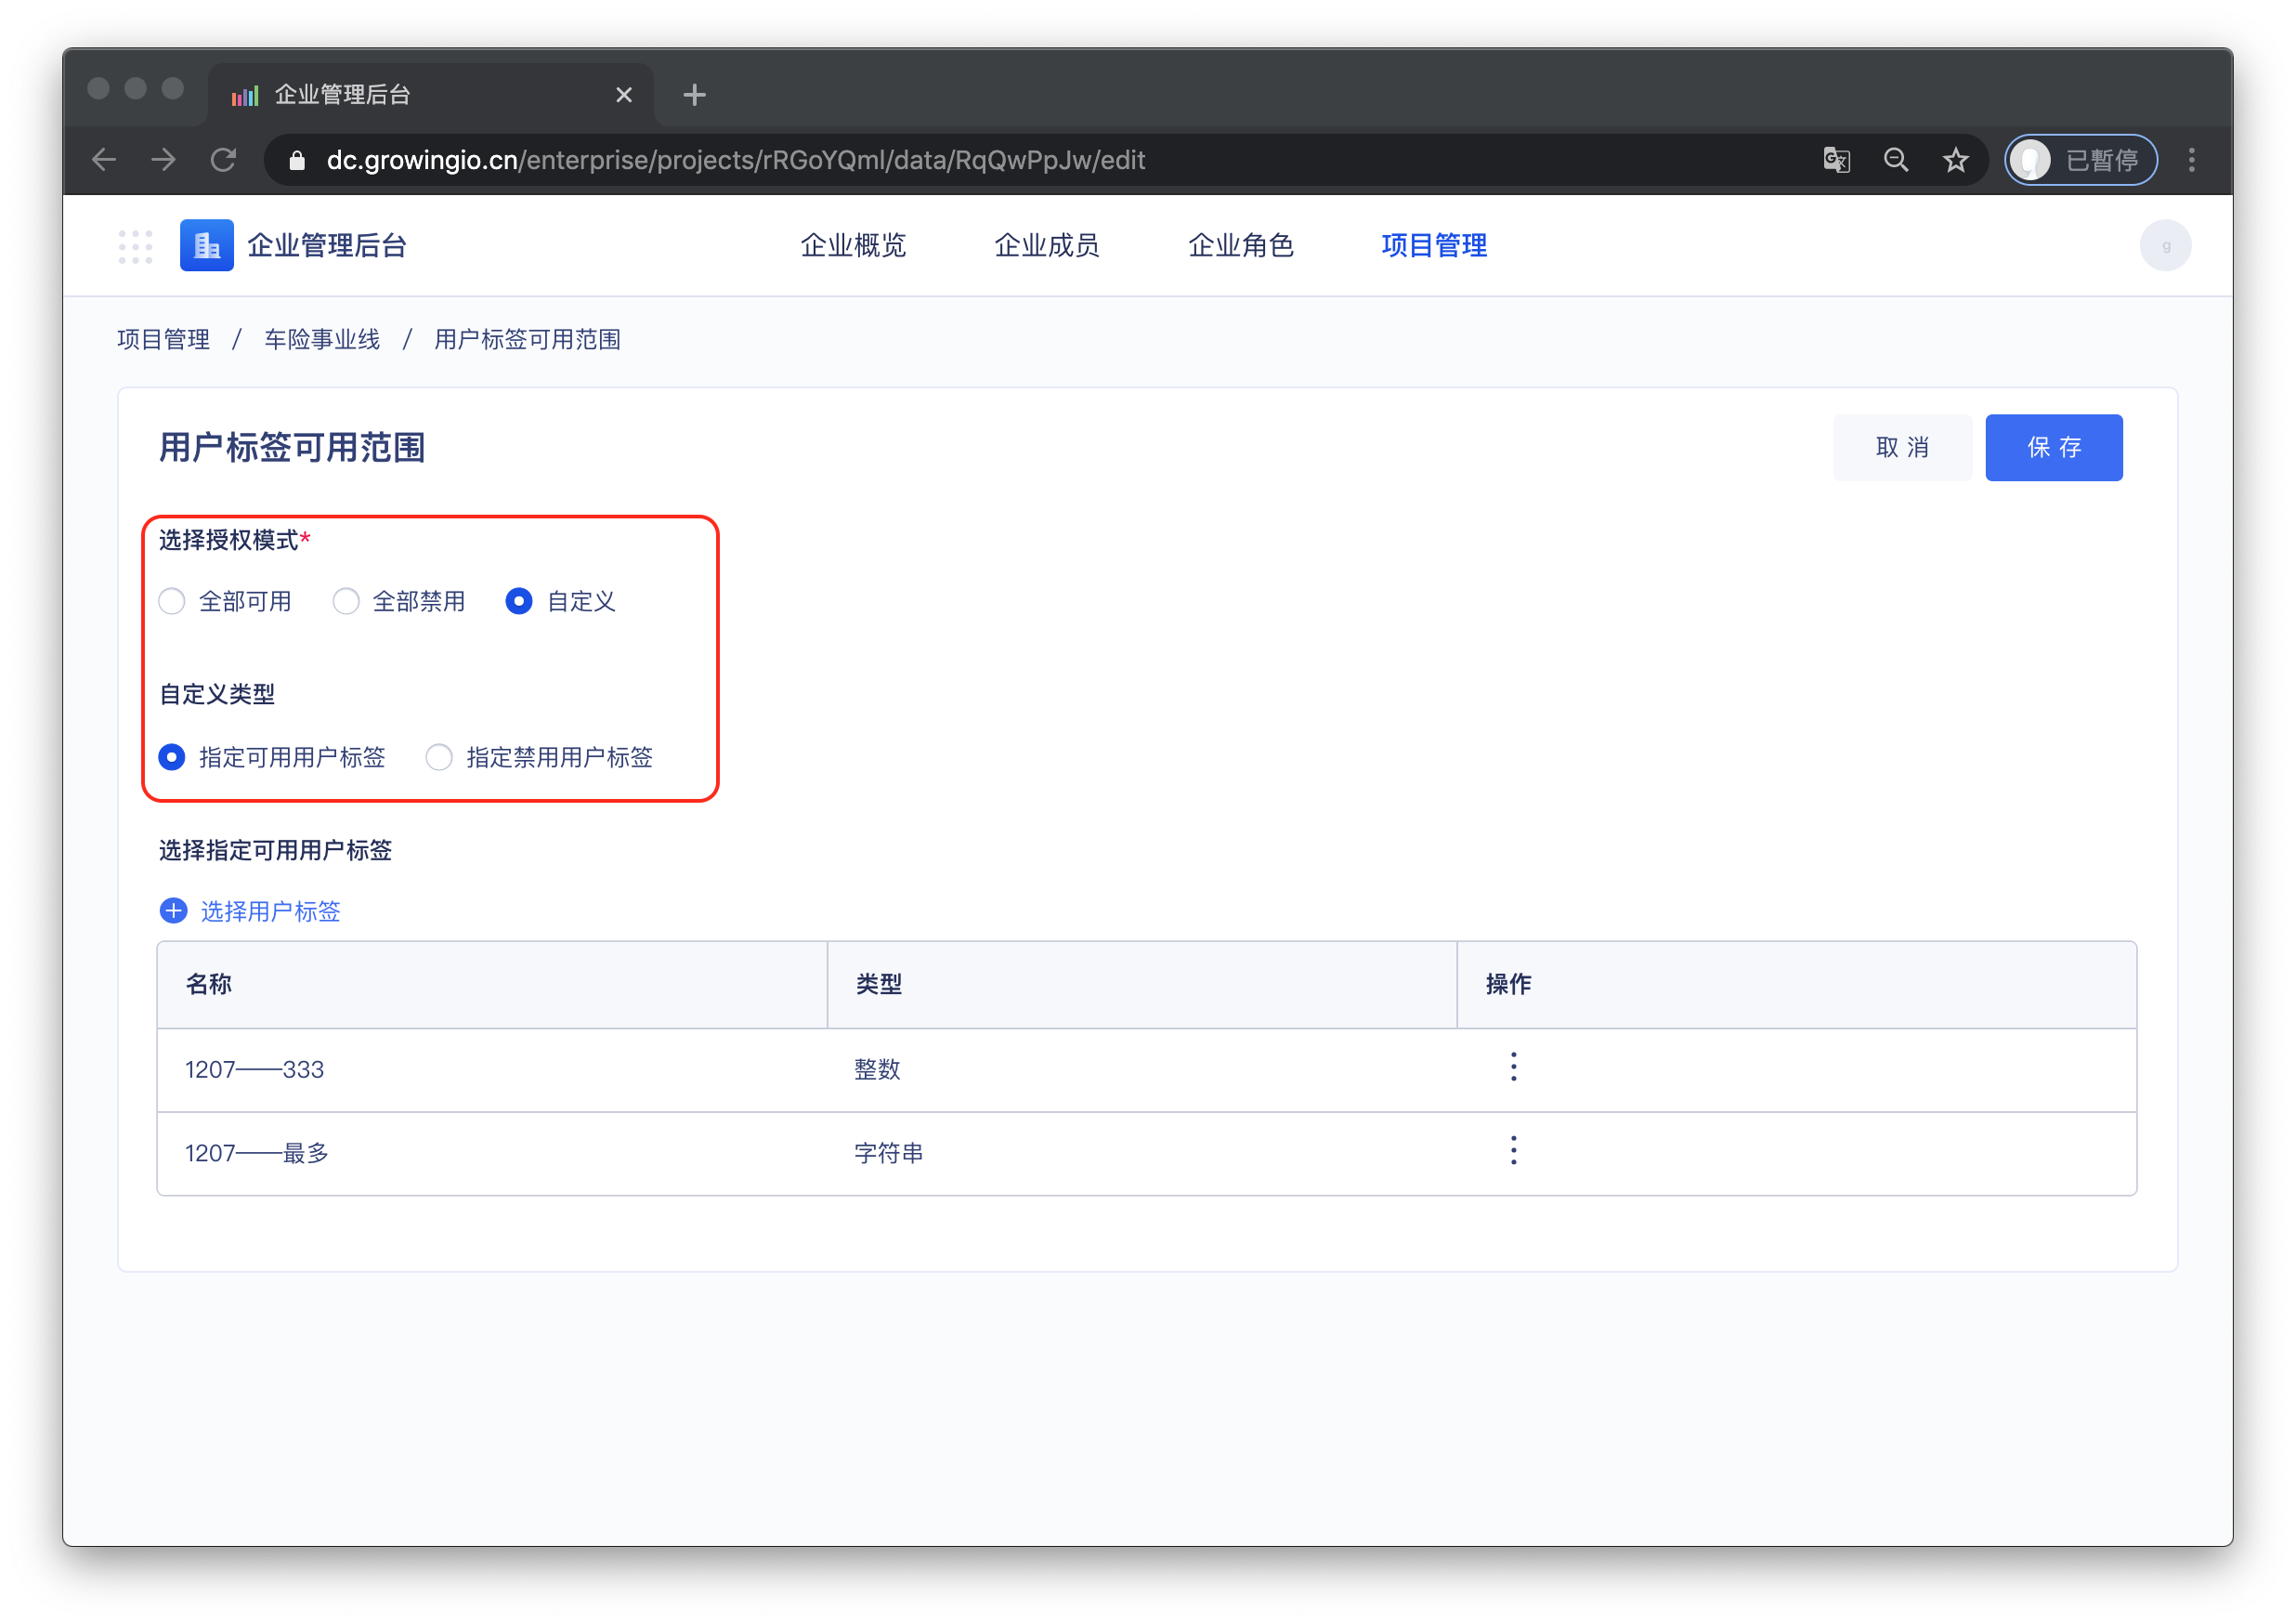 企业管理后台
dc.growingio.cn/enterprise/projects/rRGoYQml/data/RqQwPpJw/edit
已暫停
企业管理后台 企业概览 企业成员 企业角色 项目管理 g
项目管理 / 车险事业线 / 用户标签可用范围
用户标签可用范围 取 消 保 存
选择授权模式*
全部可用 全部禁用 自定义
自定义类型
指定可用用户标签 指定禁用用户标签
选择指定可用用户标签
选择用户标签
名称 类型 操作
1207——333 整数
1207——最多 字符串